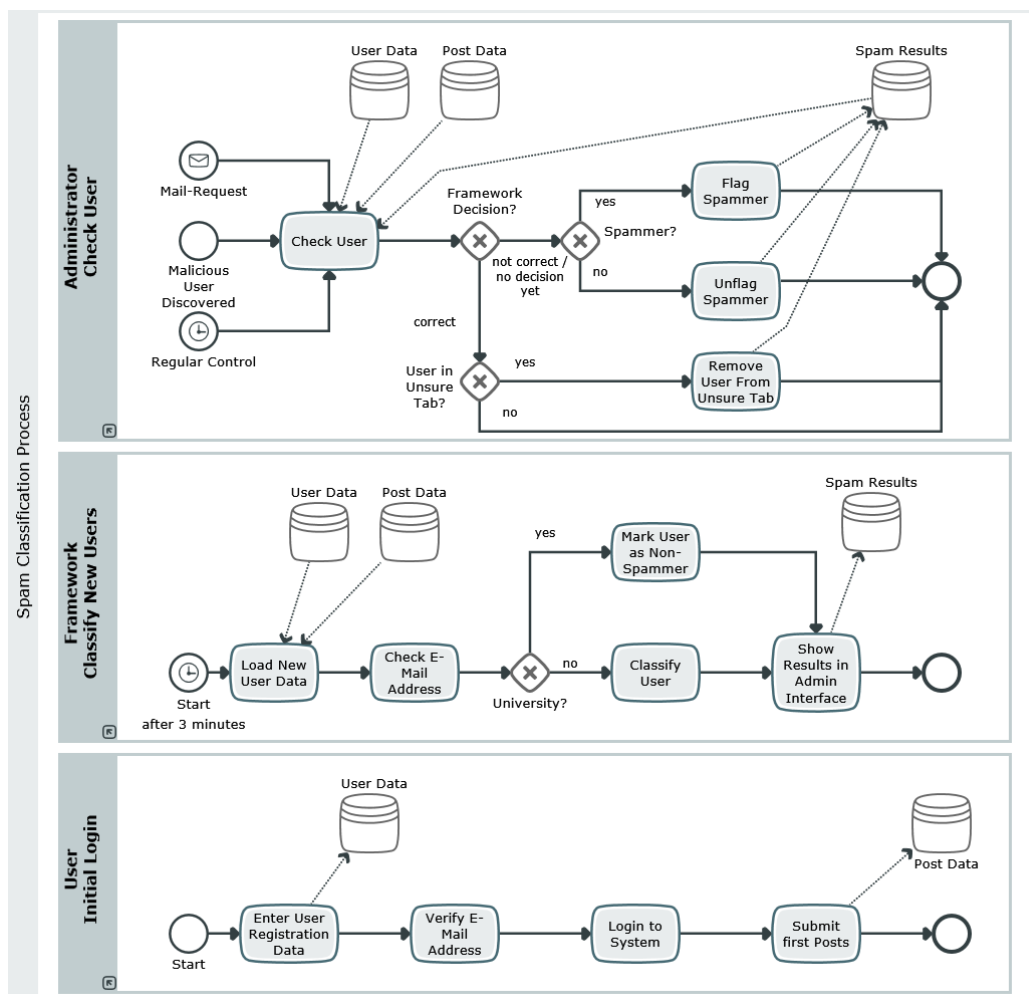 Spam Classification Process
Administrator
Check User
User Data
Post Data
Spam Results
Mail-Request
Malicious
User
Discovered
Regular Control
Check User
Framework
Decision?
not correct /
no decision
yet
correct
Spammer?
yes
no
Flag
Spammer
Unflag
Spammer
User in
Unsure
Tab?
yes
no
Remove
User From
Unsure Tab
Framework
Classify New Users
User Data
Post Data
Spam Results
Start
after 3 minutes
Load New
User Data
Check E-
Mail
Address
University?
yes
no
Mark User
as Non-
Spammer
Classify
User
Show
Results in
Admin
Interface
User
Initial Login
User Data
Post Data
Start
Enter User
Registration
Data
Verify E-
Mail
Address
Login to
System
Submit
first Posts